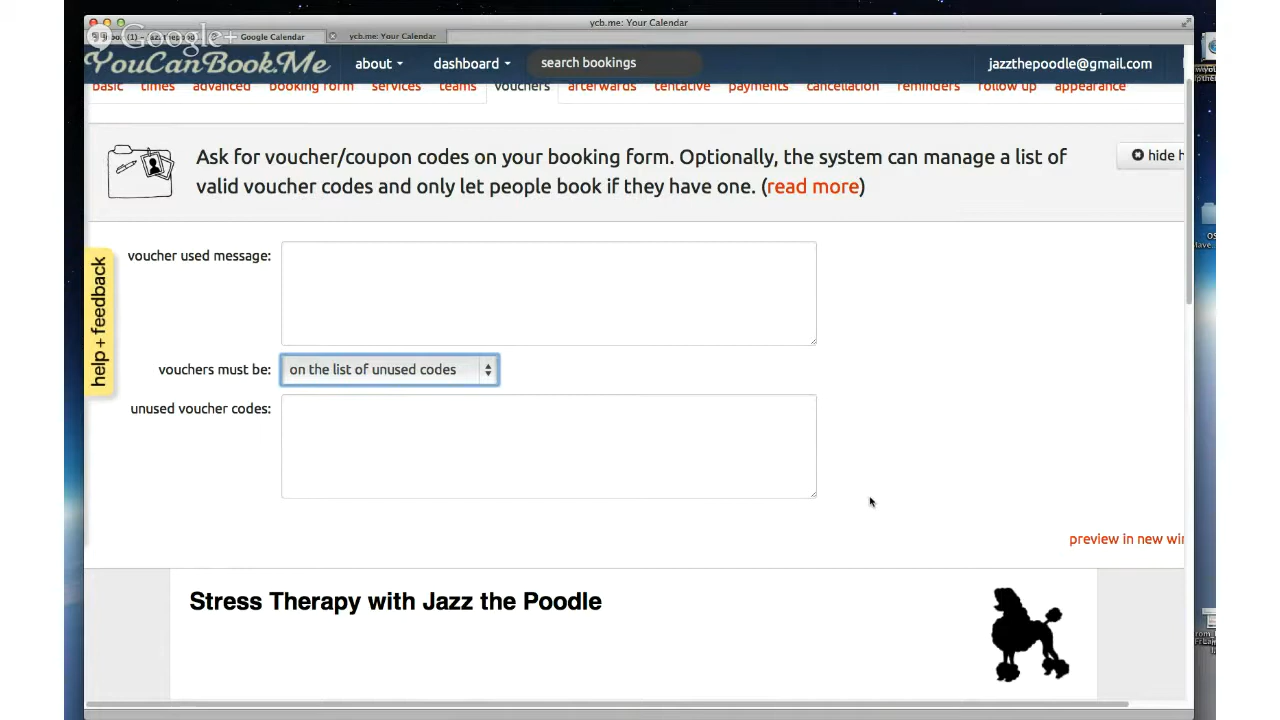 ycb.me: Your Calendar
Google+
Google Calendar
ycb.me: Your Calendar
YouCanBook.Me
about
dashboard
search bookings
jazzthepoodle@gmail.com
basic times advanced booking form services teams vouchers afterwards tentative payments cancellation reminders follow up appearance
Ask for voucher/coupon codes on your booking form. Optionally, the system can manage a list of
valid voucher codes and only let people book if they have one. (read more)
hide h
voucher used message:
help + feedback
vouchers must be:
on the list of unused codes
unused voucher codes:
preview in new wi
Stress Therapy with Jazz the Poodle